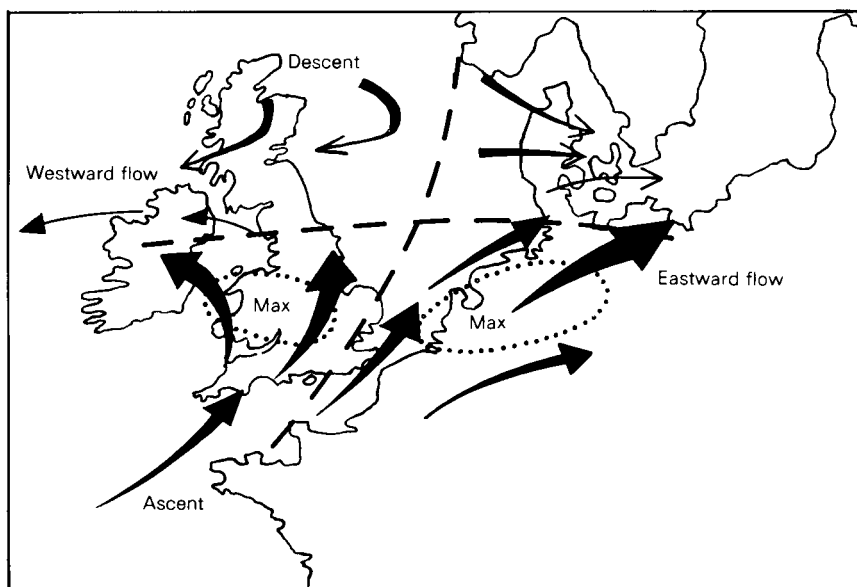 Descent
Westward flow
Eastward flow
Max
Max
Ascent